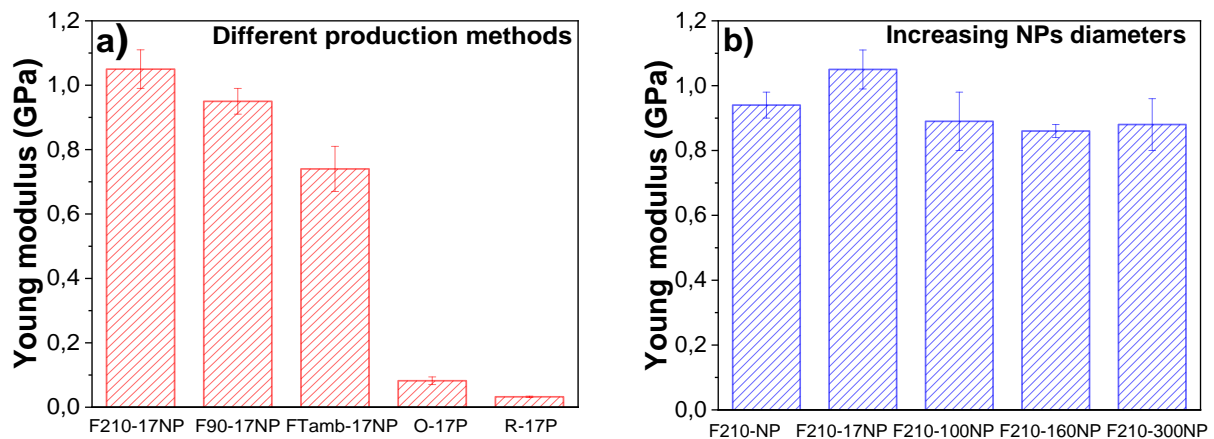 a)
Different production methods
Young modulus (GPa)
1,2
1,0
0,8
0,6
0,4
0,2
0,0
F210-17NP F90-17NP FTamb-17NP O-17P R-17P
b)
Increasing NPs diameters
Young modulus (GPa)
1,2
1,0
0,8
0,6
0,4
0,2
0,0
F210-NP F210-17NP F210-100NP F210-160NP F210-300NP